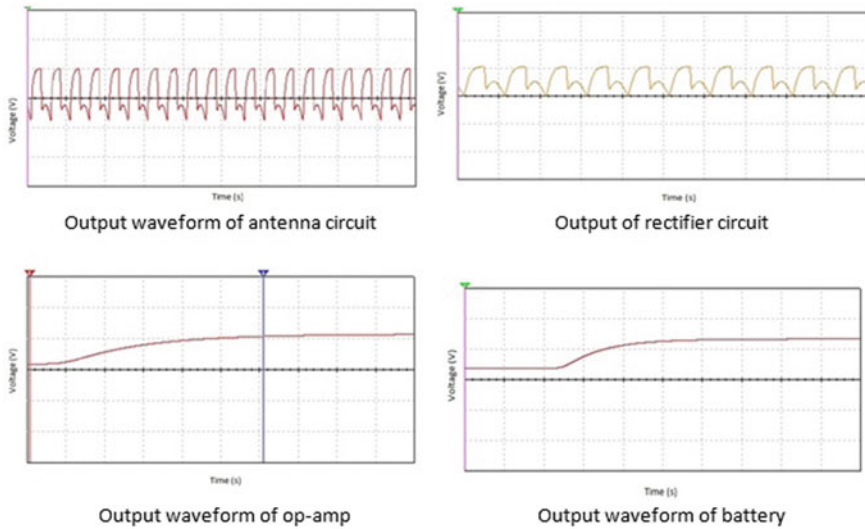 Voltage (V)
Time (s)
Output waveform of antenna circuit
Voltage (V)
Time (s)
Output of rectifier circuit
Voltage (V)
Time (s)
Output waveform of op-amp
Voltage (V)
Time (s)
Output waveform of battery